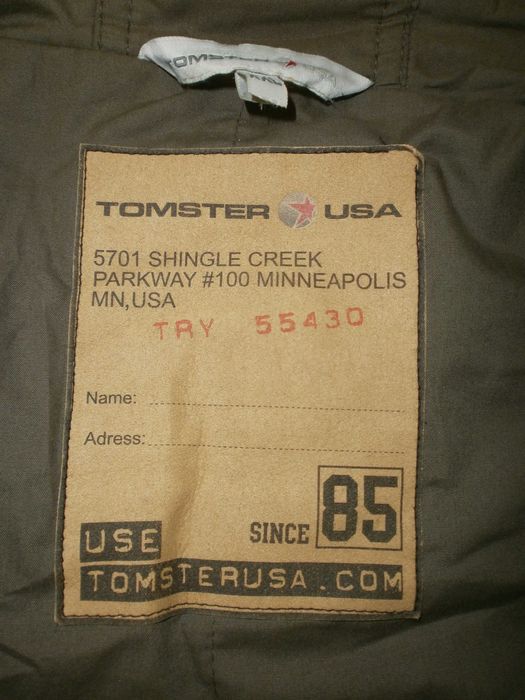 TOMSTER
TOMSTER USA
5701 SHINGLE CREEK
PARKWAY #100 MINNEAPOLIS
MN,USA
TRY 55430
Name:
Adress:
SINCE 85
USE
TOMSTERUSA.COM